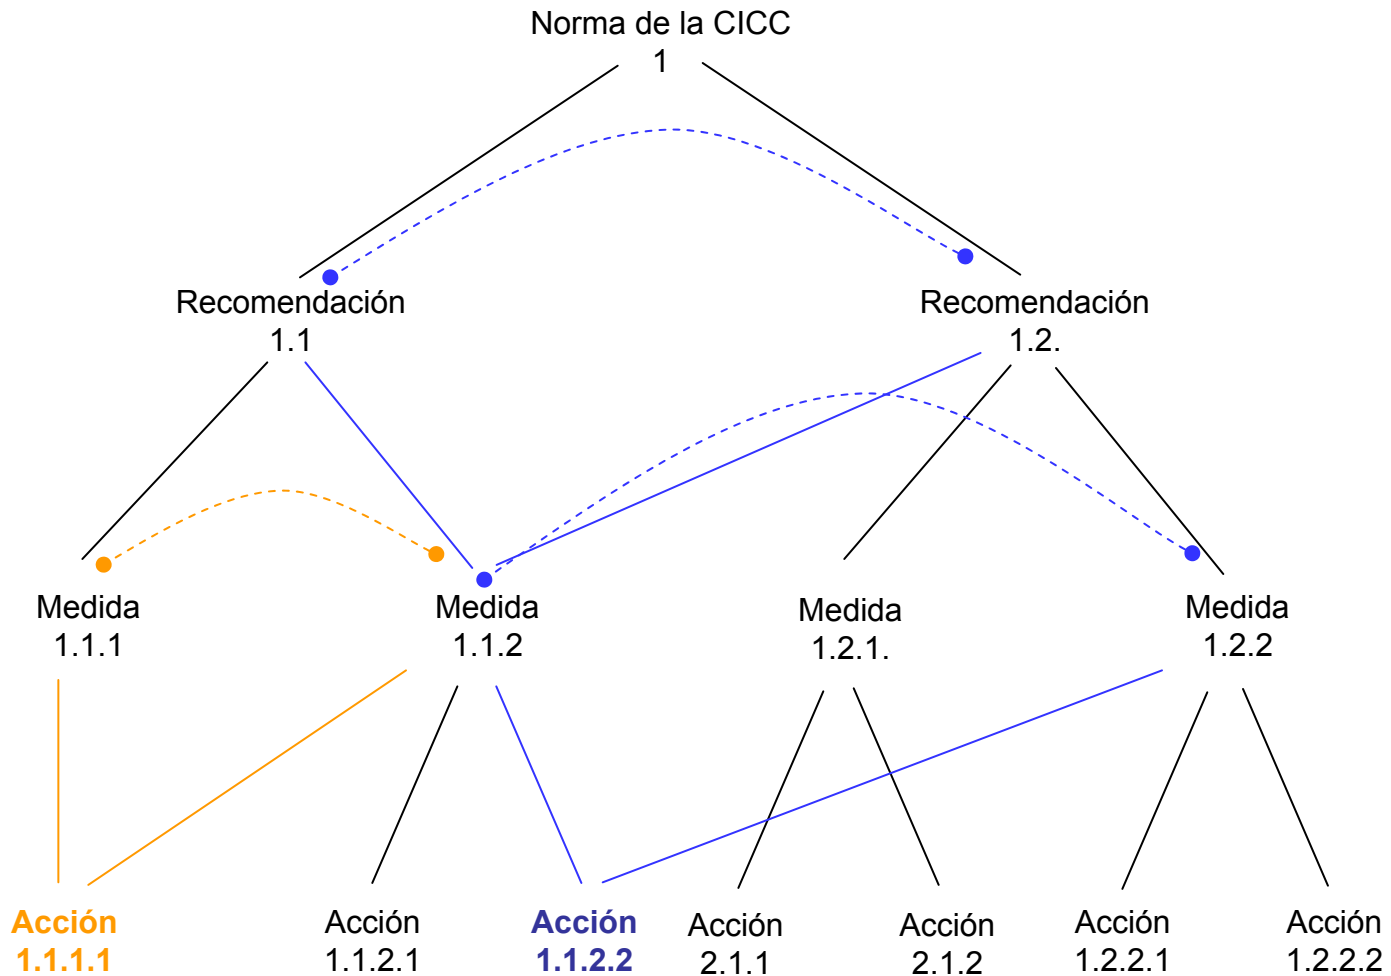 Norma de la CICC
1
Recomendación
1.1
Recomendación
1.2.
Medida
1.1.1
Medida
1.1.2
Medida
1.2.1.
Medida
1.2.2
Acción
1.1.1.1
Acción
1.1.2.1
Acción
1.1.2.2
Acción
2.1.1
Acción
2.1.2
Acción
1.2.2.1
Acción
1.2.2.2